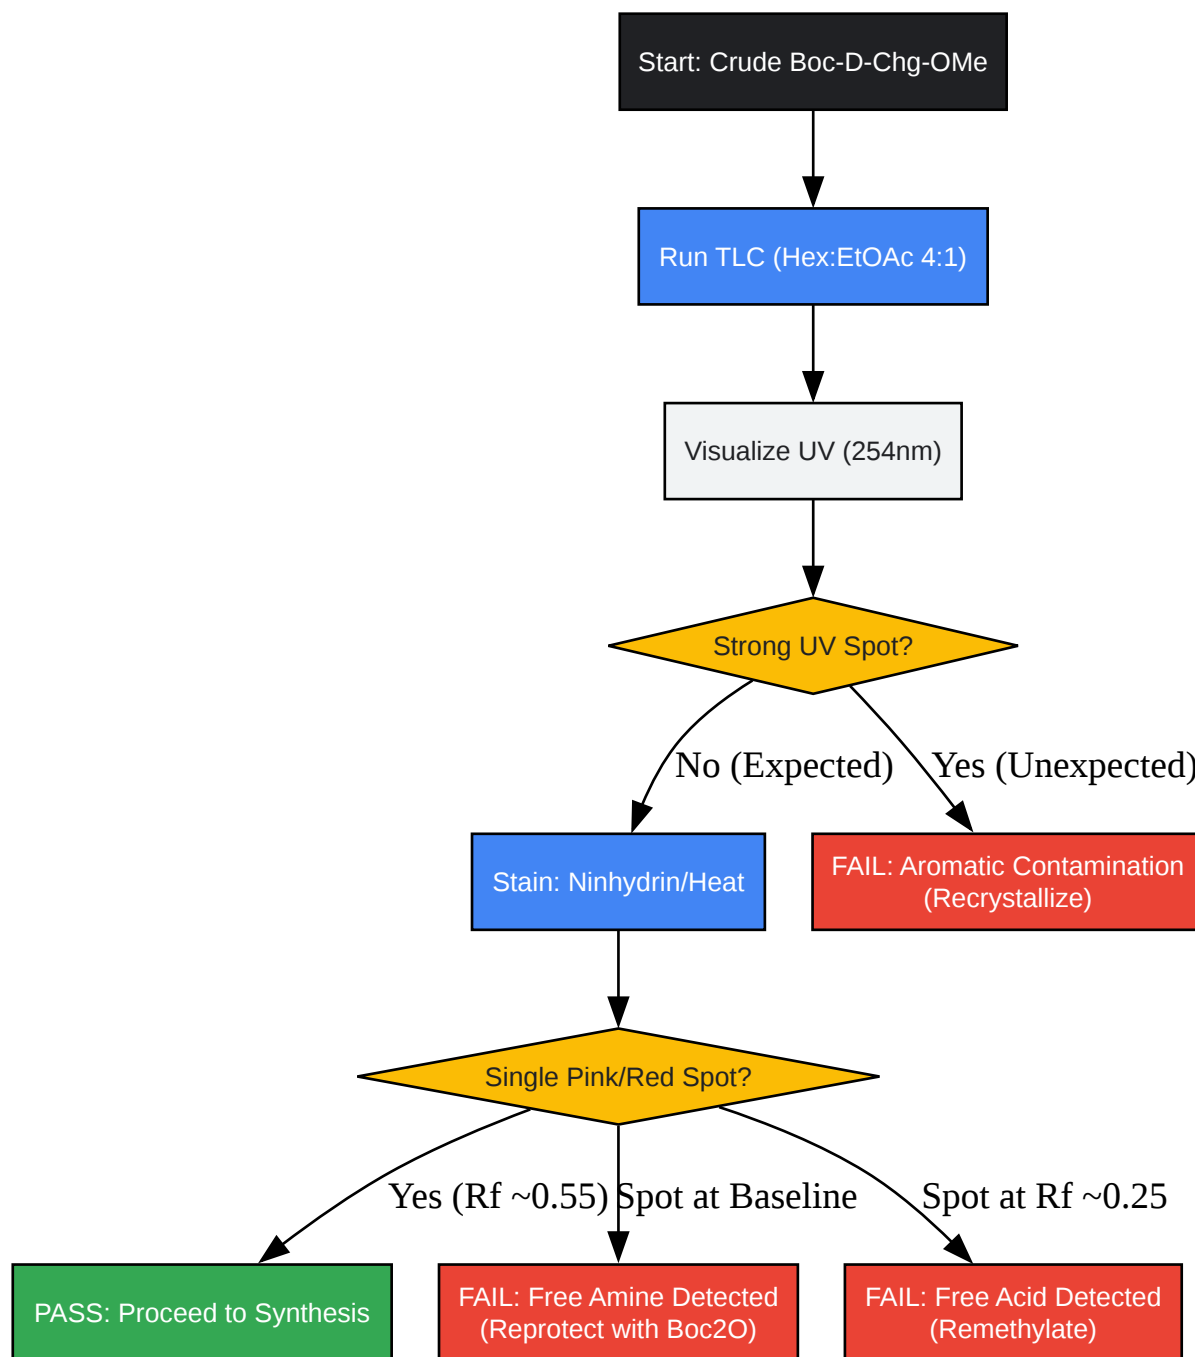 Start: Crude Boc-D-Chg-OMe
Run TLC (Hex:EtOAc 4:1)
Visualize UV (254nm)
Strong UV Spot?
No (Expected)
Yes (Unexpected)
Stain: Ninhydrin/Heat
FAIL: Aromatic Contamination
(Recrystallize)
Single Pink/Red Spot?
Yes (Rf ~0.55)
Spot at Baseline
Spot at Rf ~0.25
PASS: Proceed to Synthesis
FAIL: Free Amine Detected
(Reprotect with Boc2O)
FAIL: Free Acid Detected
(Remethylate)